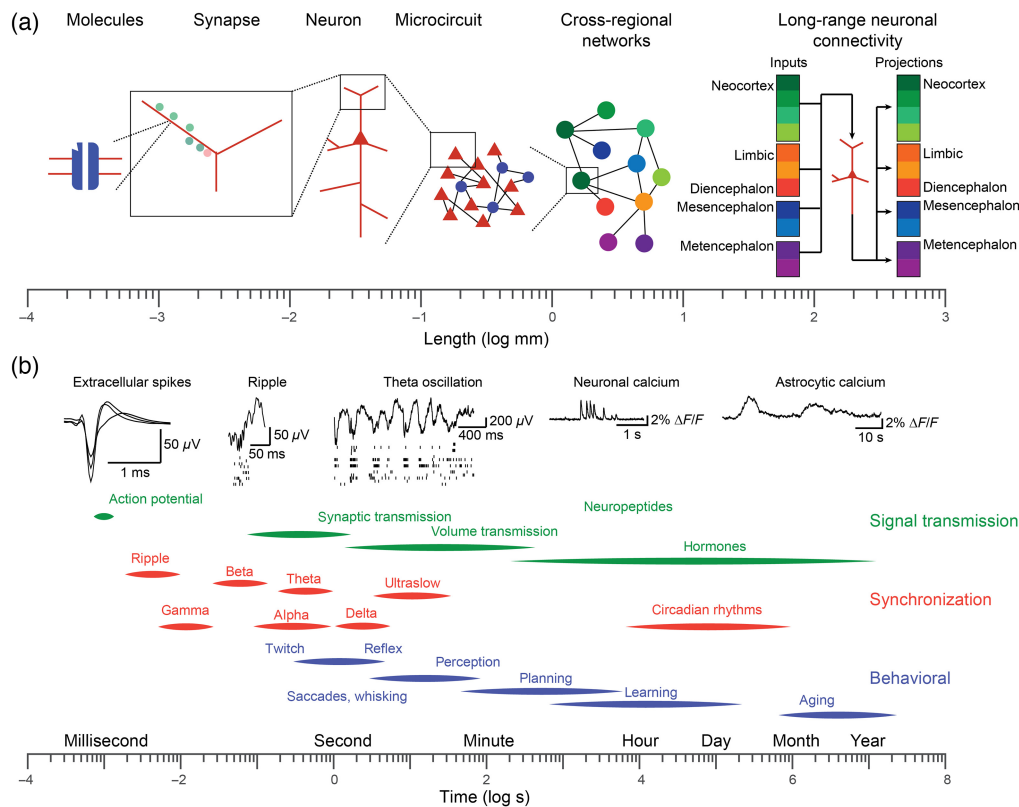 (a)
Molecules Synapse Neuron Microcircuit Cross-regional networks Long-range neuronal connectivity
Inputs Projections
Neocortex Neocortex
Limbic Limbic
Diencephalon Diencephalon
Mesencephalon Mesencephalon
Metencephalon Metencephalon
−4 −3 −2 −1 0 1 2 3
Length (log mm)
(b)
Extracellular spikes Ripple Theta oscillation Neuronal calcium Astrocytic calcium
50 µV 50 µV 200 µV 2% ΔF/F 2% ΔF/F
1 ms 50 ms 400 ms 1 s 10 s
Action potential Neuropeptides
Synaptic transmission Signal transmission
Volume transmission
Hormones
Ripple Beta Theta Ultraslow Synchronization
Gamma Alpha Delta Circadian rhythms
Twitch Reflex
Perception
Planning Behavioral
Saccades, whisking Learning Aging
Millisecond Second Minute Hour Day Month Year
−4 −2 0 2 4 6 8
Time (log s)